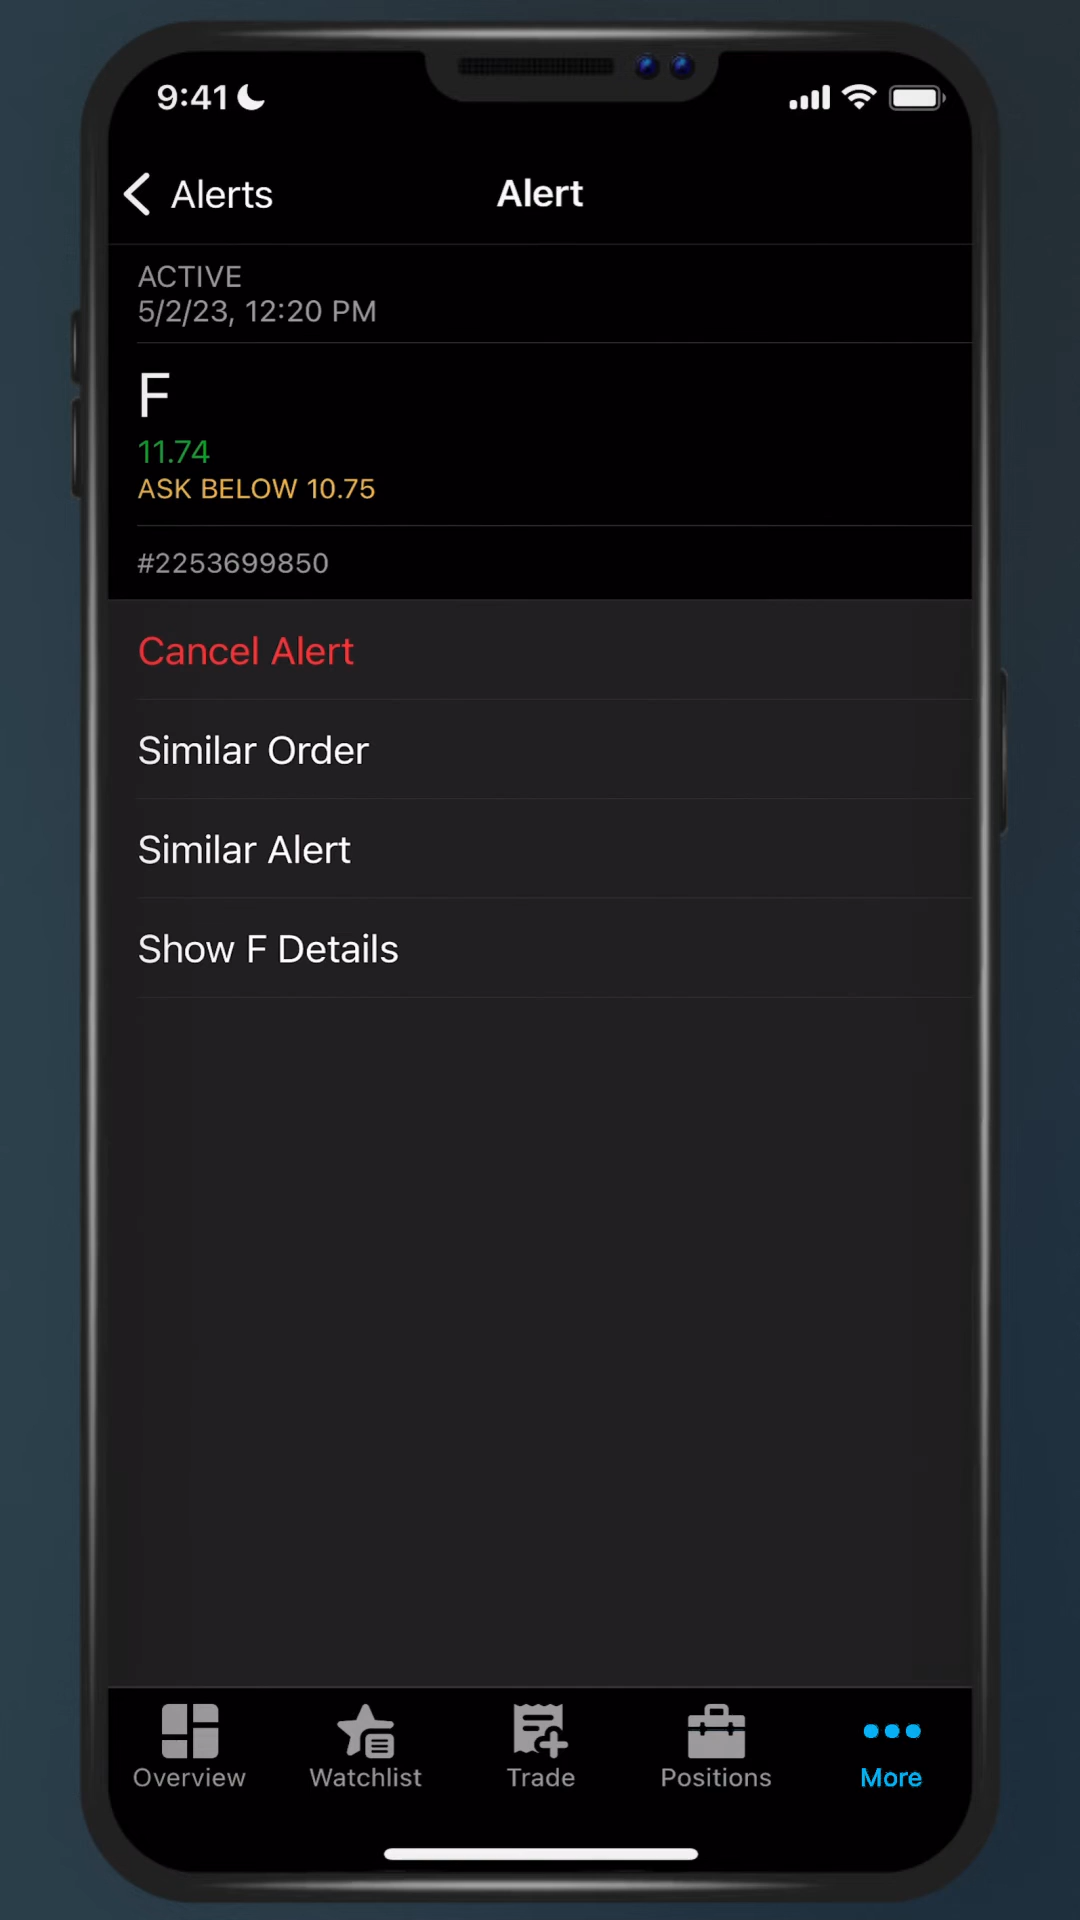 9:41
Alerts
Alert
ACTIVE
5/2/23, 12:20 PM
F
11.74
ASK BELOW 10.75
#2253699850
Cancel Alert
Similar Order
Similar Alert
Show F Details
Overview
Watchlist
Trade
Positions
More